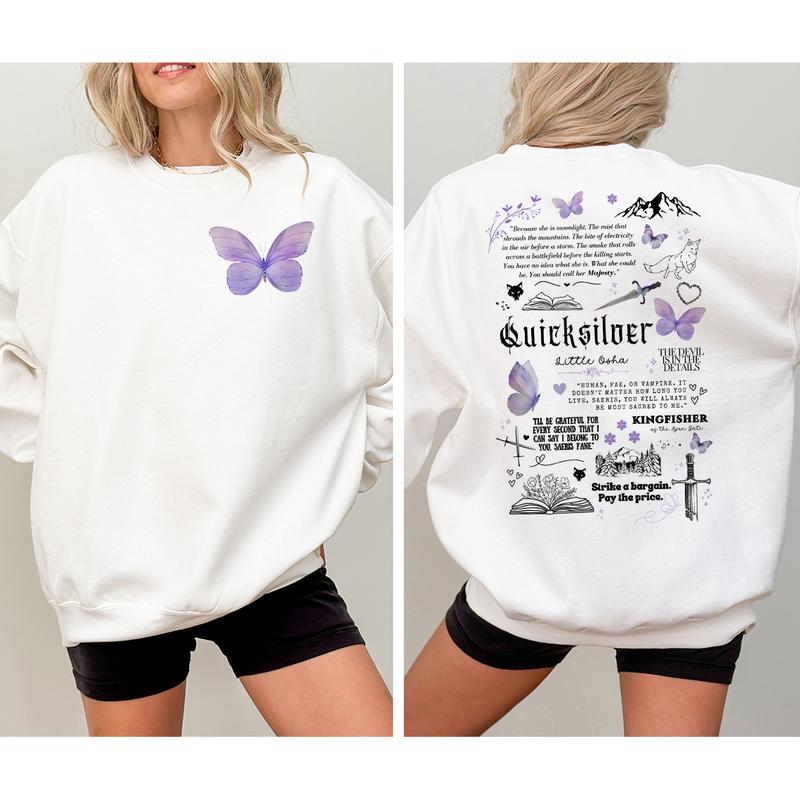 "Because she is moonlight. The mist that
shrouds the mountains. The bite of electricity
in the air before a storm. The smoke that rolls
across a battlefield before the killing starts.
You have no idea what she is. What she could
be. You should call her Majesty."
Quicksilver
Little Osha
THE DEVIL
IS IN THE
DETAILS
"HUMAN, FAE, OR VAMPIRE. IT
DOESN'T MATTER HOW LONG YOU
LIVE, SAERIS, YOU WILL ALWAYS
BE MOST SACRED TO ME."
"I'LL BE GRATEFUL FOR
EVERY SECOND THAT I
CAN SAY I BELONG TO
YOU, SAERIS FANE"
KINGFISHER
of the Ajun Gate
Strike a bargain.
Pay the price.